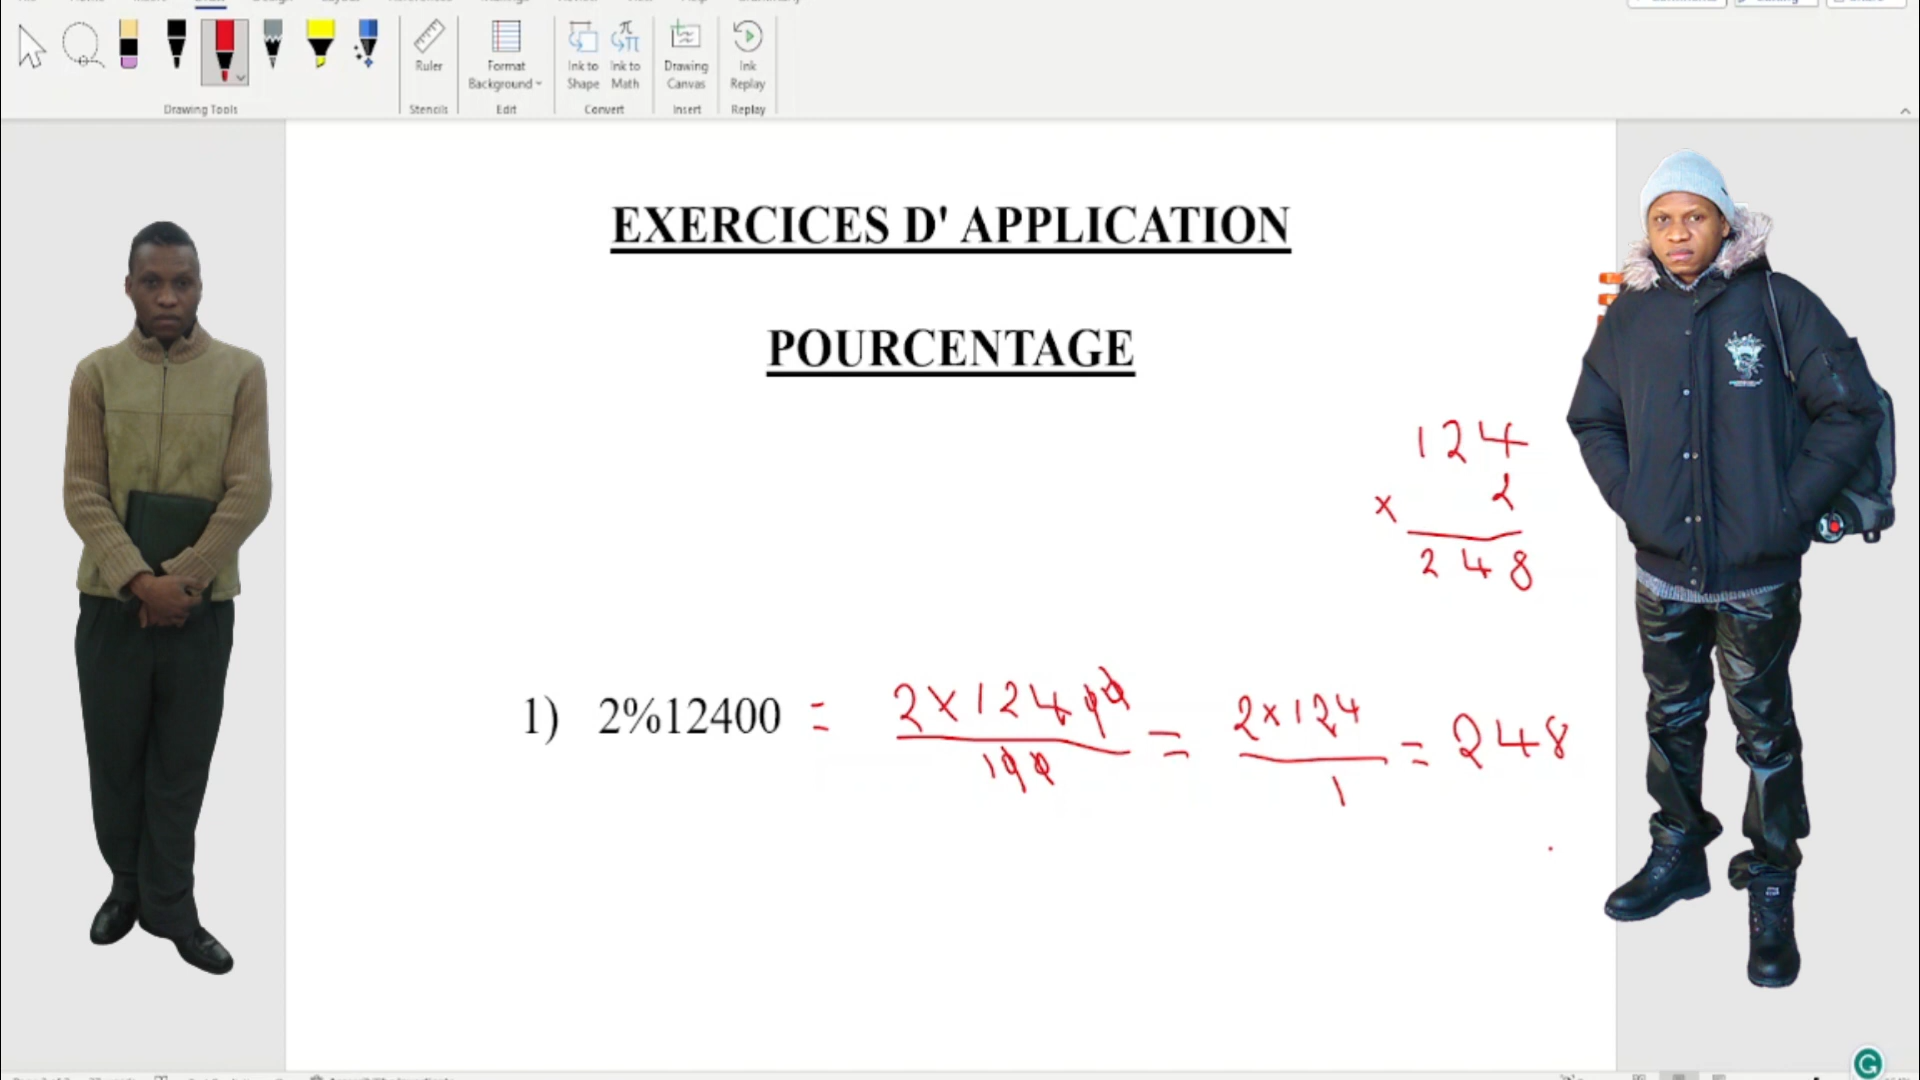 Drawing Tools
Ruler
Stencils
Format
Background
Edit
Ink to
Shape
Ink to
Math
Convert
Drawing
Canvas
Insert
Ink
Replay
Replay
EXERCICES D' APPLICATION
POURCENTAGE
124
x 2
248
1) 2%12400 = 2 x 12400 / 100 = 2 x 124 / 1 = 248
G